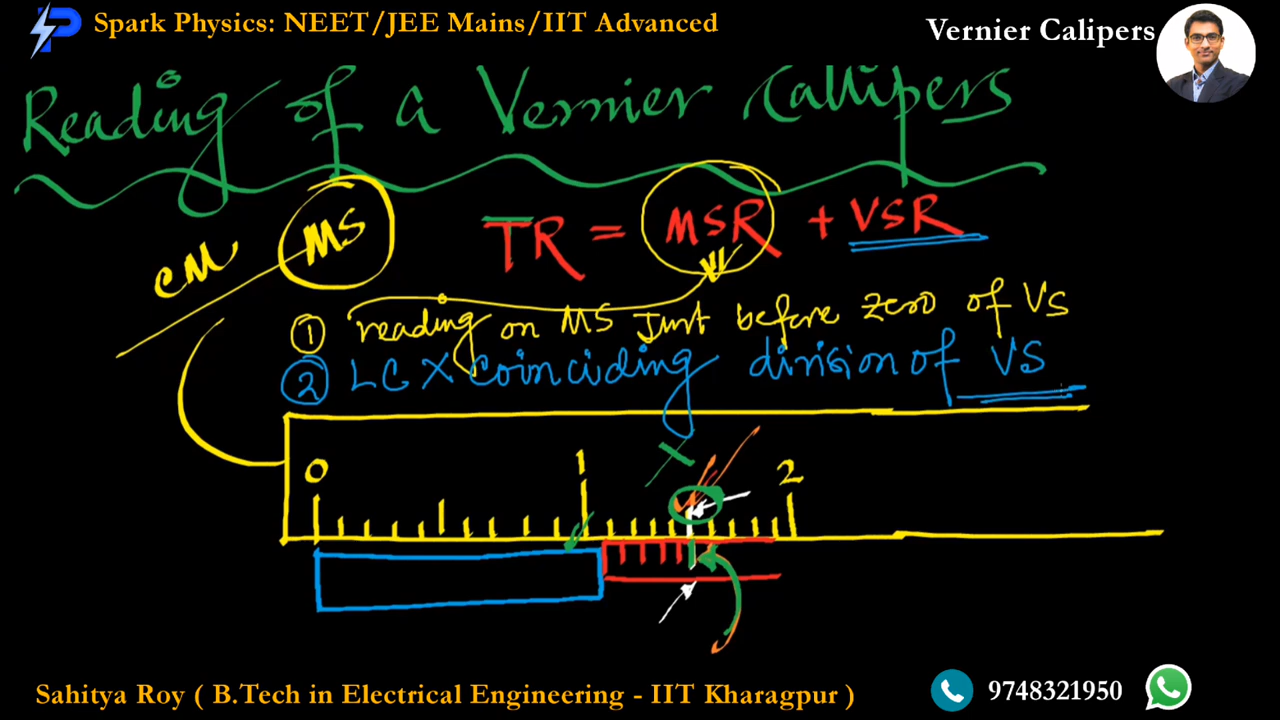 Spark Physics: NEET/JEE Mains/IIT Advanced
Vernier Calipers
Reading of a Vernier Callipers
CM
MS
TR = MSR + VSR
① reading on MS Just before zero of VS
② LC X coinciding division of VS
0 1 2
Sahitya Roy ( B.Tech in Electrical Engineering - IIT Kharagpur )
9748321950